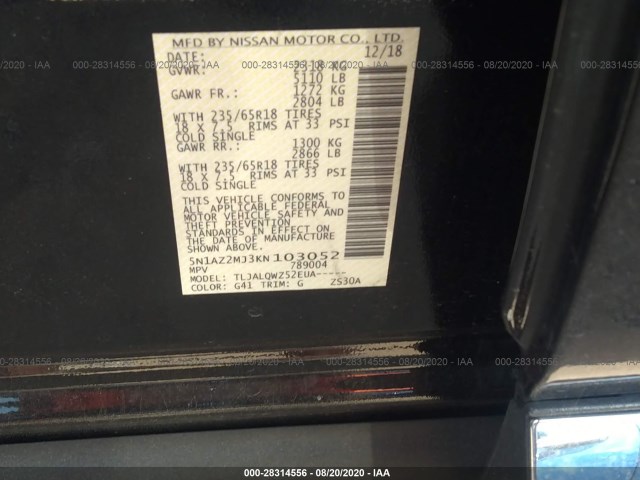 MFD BY NISSAN MOTOR CO., LTD.
DATE: 12/18
GVWR: KG
5110 LB
GAWR FR.: 1272 KG
2804 LB
WITH 235/65R18 TIRES
18 X 7.5 RIMS AT 33 PSI
COLD SINGLE
GAWR RR.: 1300 KG
2866 LB
WITH 235/65R18 TIRES
18 X 7.5 RIMS AT 33 PSI
COLD SINGLE
THIS VEHICLE CONFORMS TO
ALL APPLICABLE FEDERAL
MOTOR VEHICLE SAFETY AND
THEFT PREVENTION
STANDARDS IN EFFECT ON
THE DATE OF MANUFACTURE
SHOWN ABOVE.
5N1AZ2MJ3KN103052
MPV 789004
MODEL: TLJALQWZ52EUA-----
COLOR: G41 TRIM: G Z530A
000-28314556 - 08/20/2020 - IAA
000-28314556 - 08/20/2020 - IAA
000-28314556 - 08/20/2020 - IAA